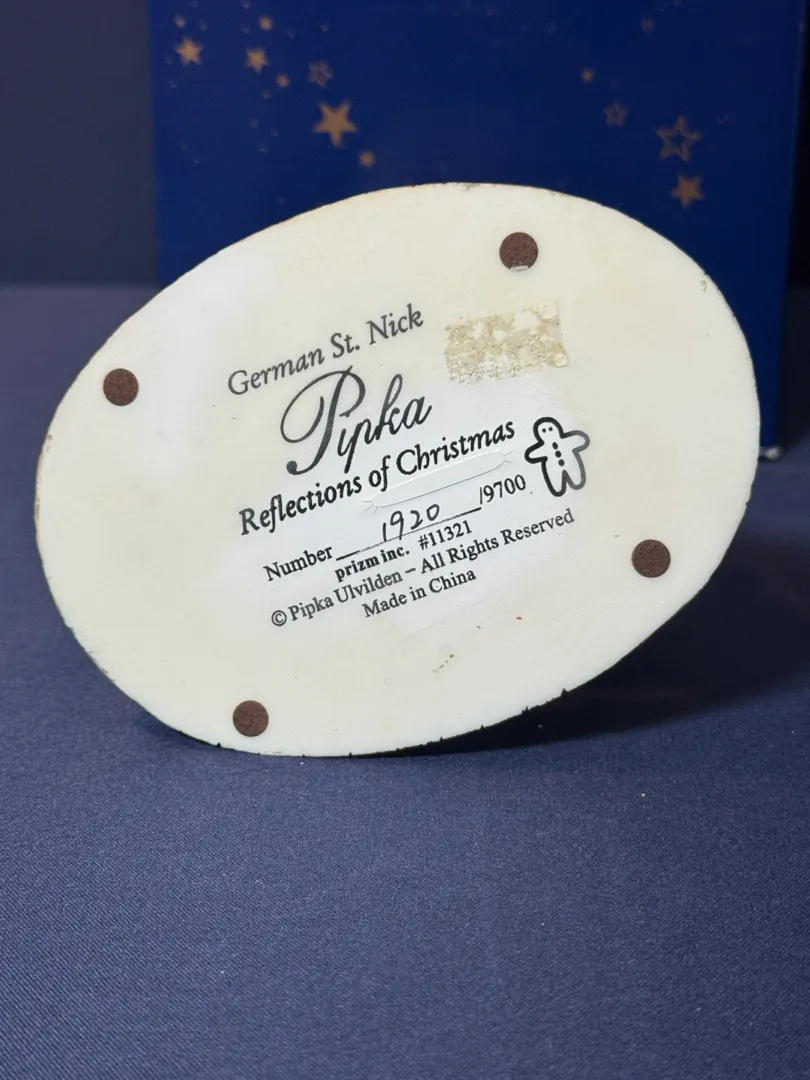 German St. Nick
Pipka
Reflections of Christmas
Number 1920 /9700
prizm inc. #11321
© Pipka Ulvilden – All Rights Reserved
Made in China